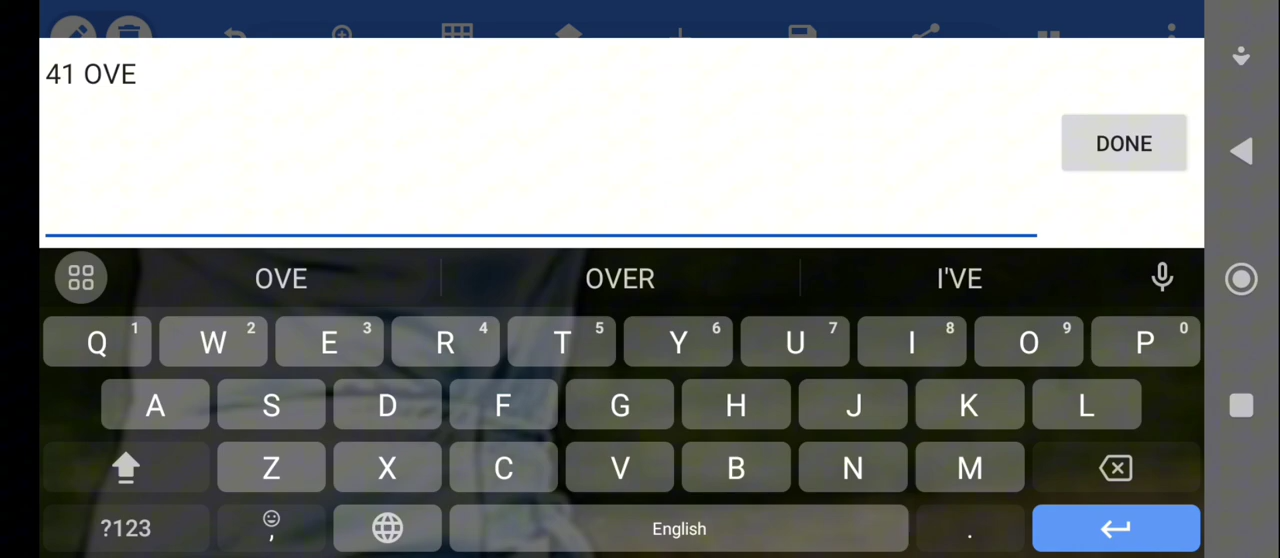 41 OVE
DONE
OVE OVER I'VE
Q 1 W 2 E 3 R 4 T 5 Y 6 U 7 I 8 O 9 P 0
A S D F G H J K L
Z X C V B N M
?123 , English .